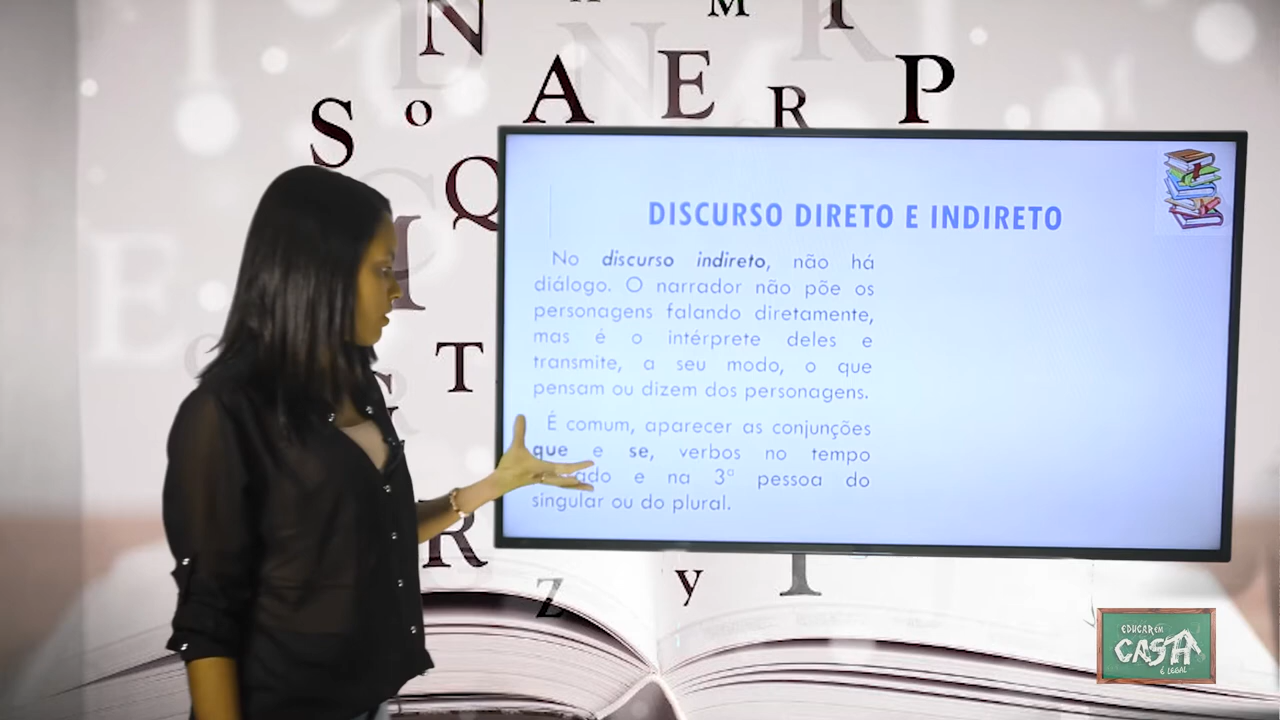 N M I
S o A E R P
Q
DISCURSO DIRETO E INDIRETO
No discurso indireto, não há
diálogo. O narrador não põe os
personagens falando diretamente,
mas é o intérprete deles e
transmite, a seu modo, o que
pensam ou dizem dos personagens.
É comum, aparecer as conjunções
que e se, verbos no tempo
e na 3ª pessoa do
singular ou do plural.
T
R
z y I
EDUCAR EM
CASA
É LEGAL